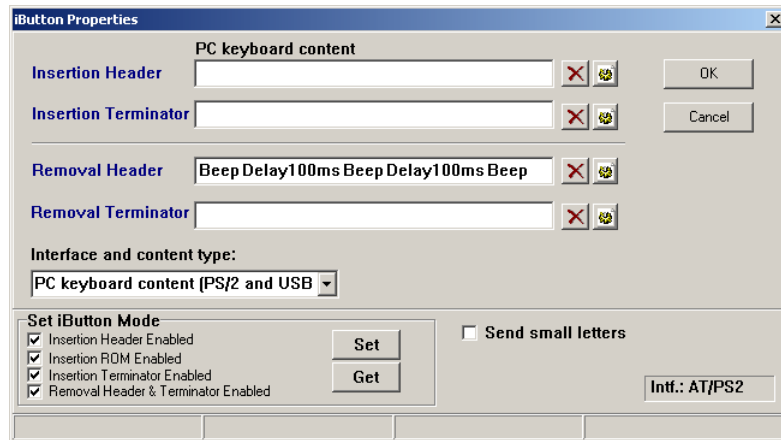 iButton Properties
PC keyboard content
Insertion Header
OK
Insertion Terminator
Cancel
Removal Header Beep Delay100ms Beep Delay100ms Beep
Removal Terminator
Interface and content type:
PC keyboard content (PS/2 and USB
Set iButton Mode
Insertion Header Enabled
Insertion ROM Enabled
Insertion Terminator Enabled
Removal Header & Terminator Enabled
Set
Get
Send small letters
Intf.: AT/PS2